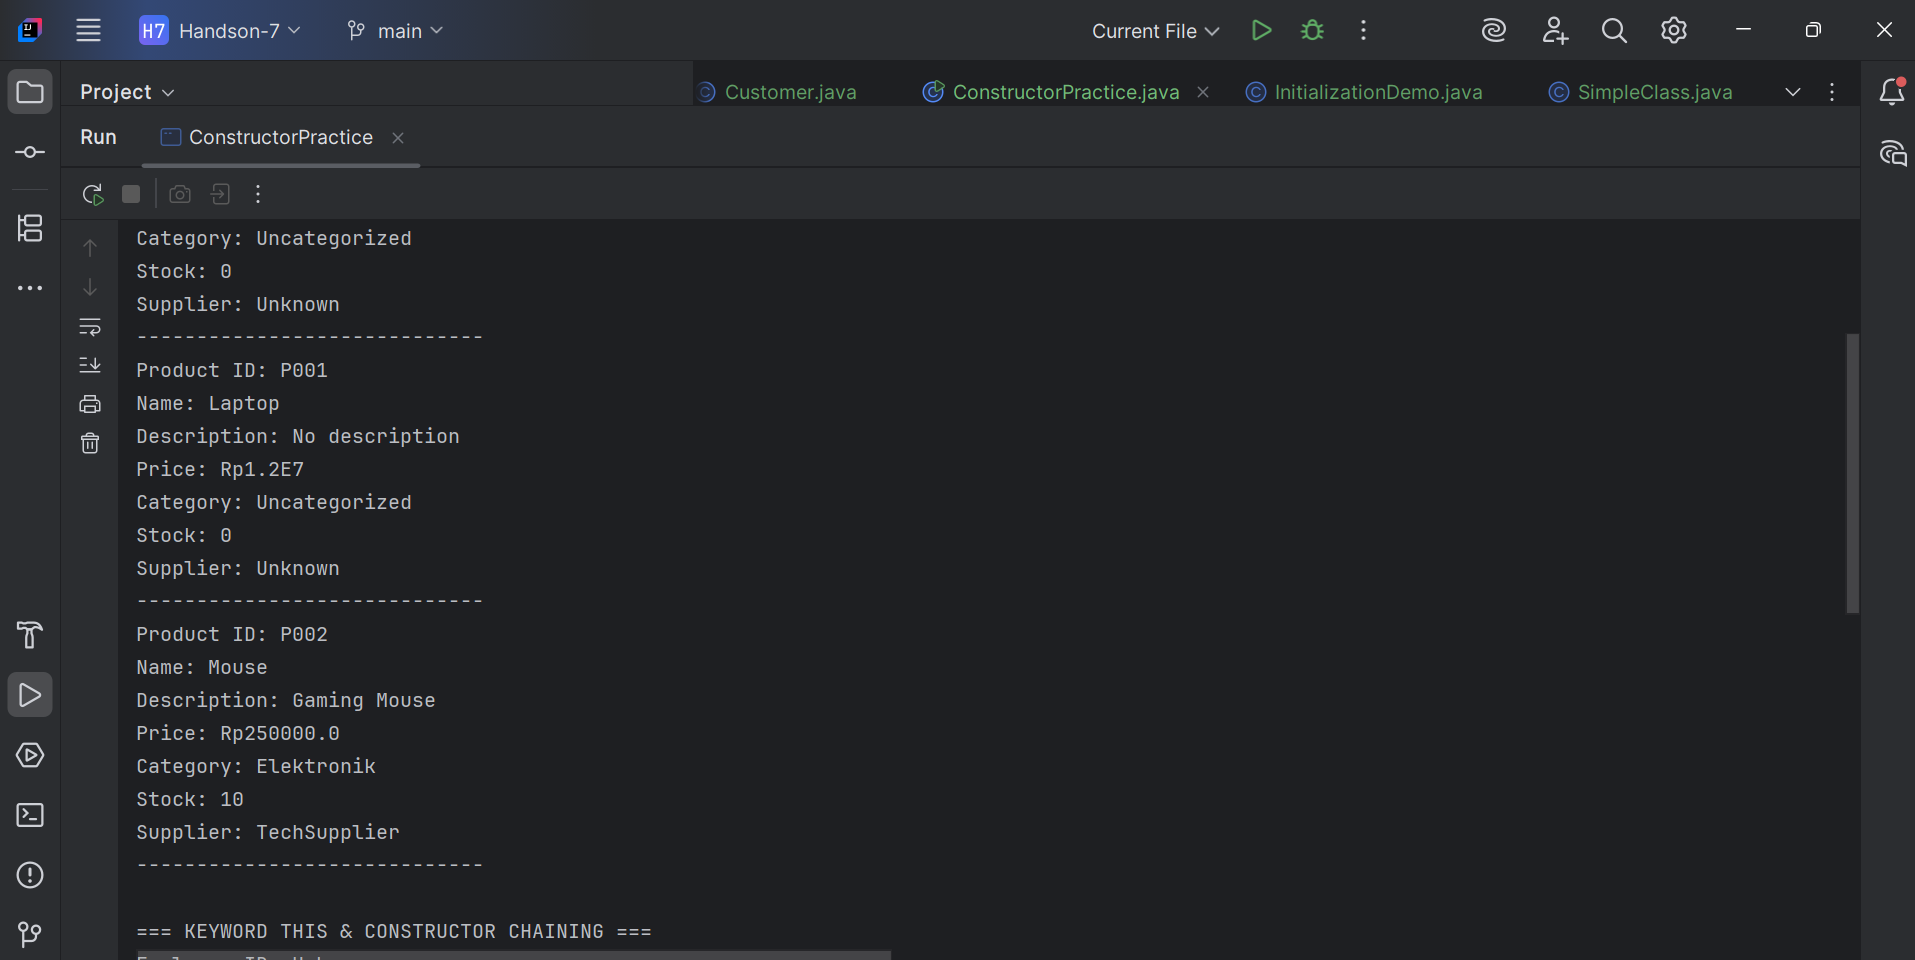 H7 Handson-7 main Current File
Project Customer.java ConstructorPractice.java InitializationDemo.java SimpleClass.java
Run ConstructorPractice
Category: Uncategorized
Stock: 0
Supplier: Unknown
-----------------------------
Product ID: P001
Name: Laptop
Description: No description
Price: Rp1.2E7
Category: Uncategorized
Stock: 0
Supplier: Unknown
-----------------------------
Product ID: P002
Name: Mouse
Description: Gaming Mouse
Price: Rp250000.0
Category: Elektronik
Stock: 10
Supplier: TechSupplier
-----------------------------
=== KEYWORD THIS & CONSTRUCTOR CHAINING ===